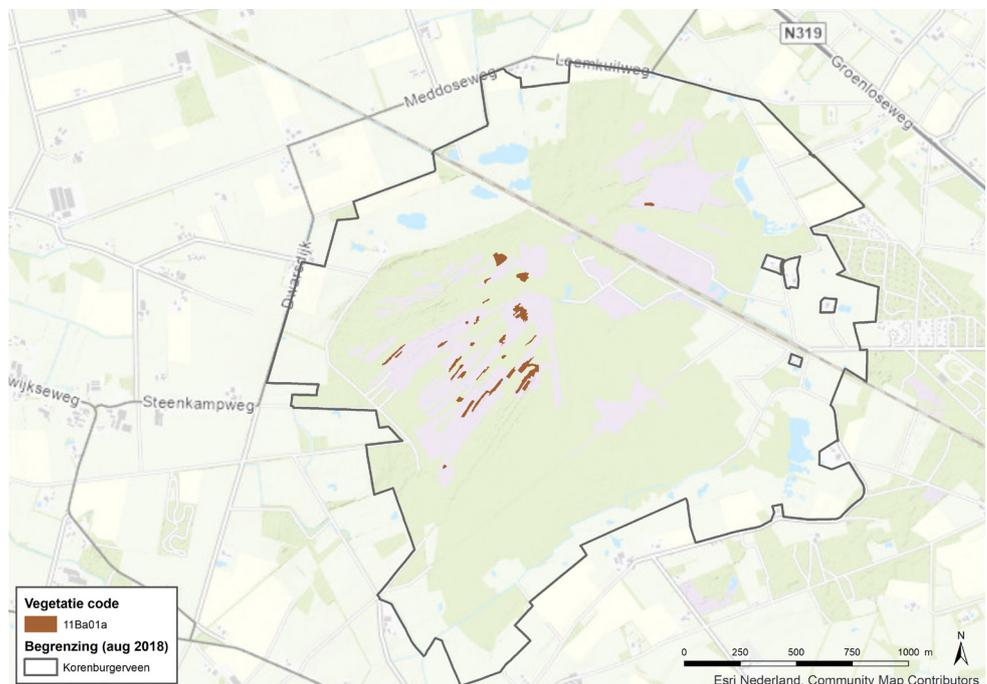 N319
Groenloseweg
Leemkuilweg
Meddoseweg
Dwarsdijk
wijkseweg
Steenkampweg
Vegetatie code
11Ba01a
Begrenzing (aug 2018)
Korenburgerveen
N
0 250 500 750 1000 m
Esri Nederland, Community Map Contributors